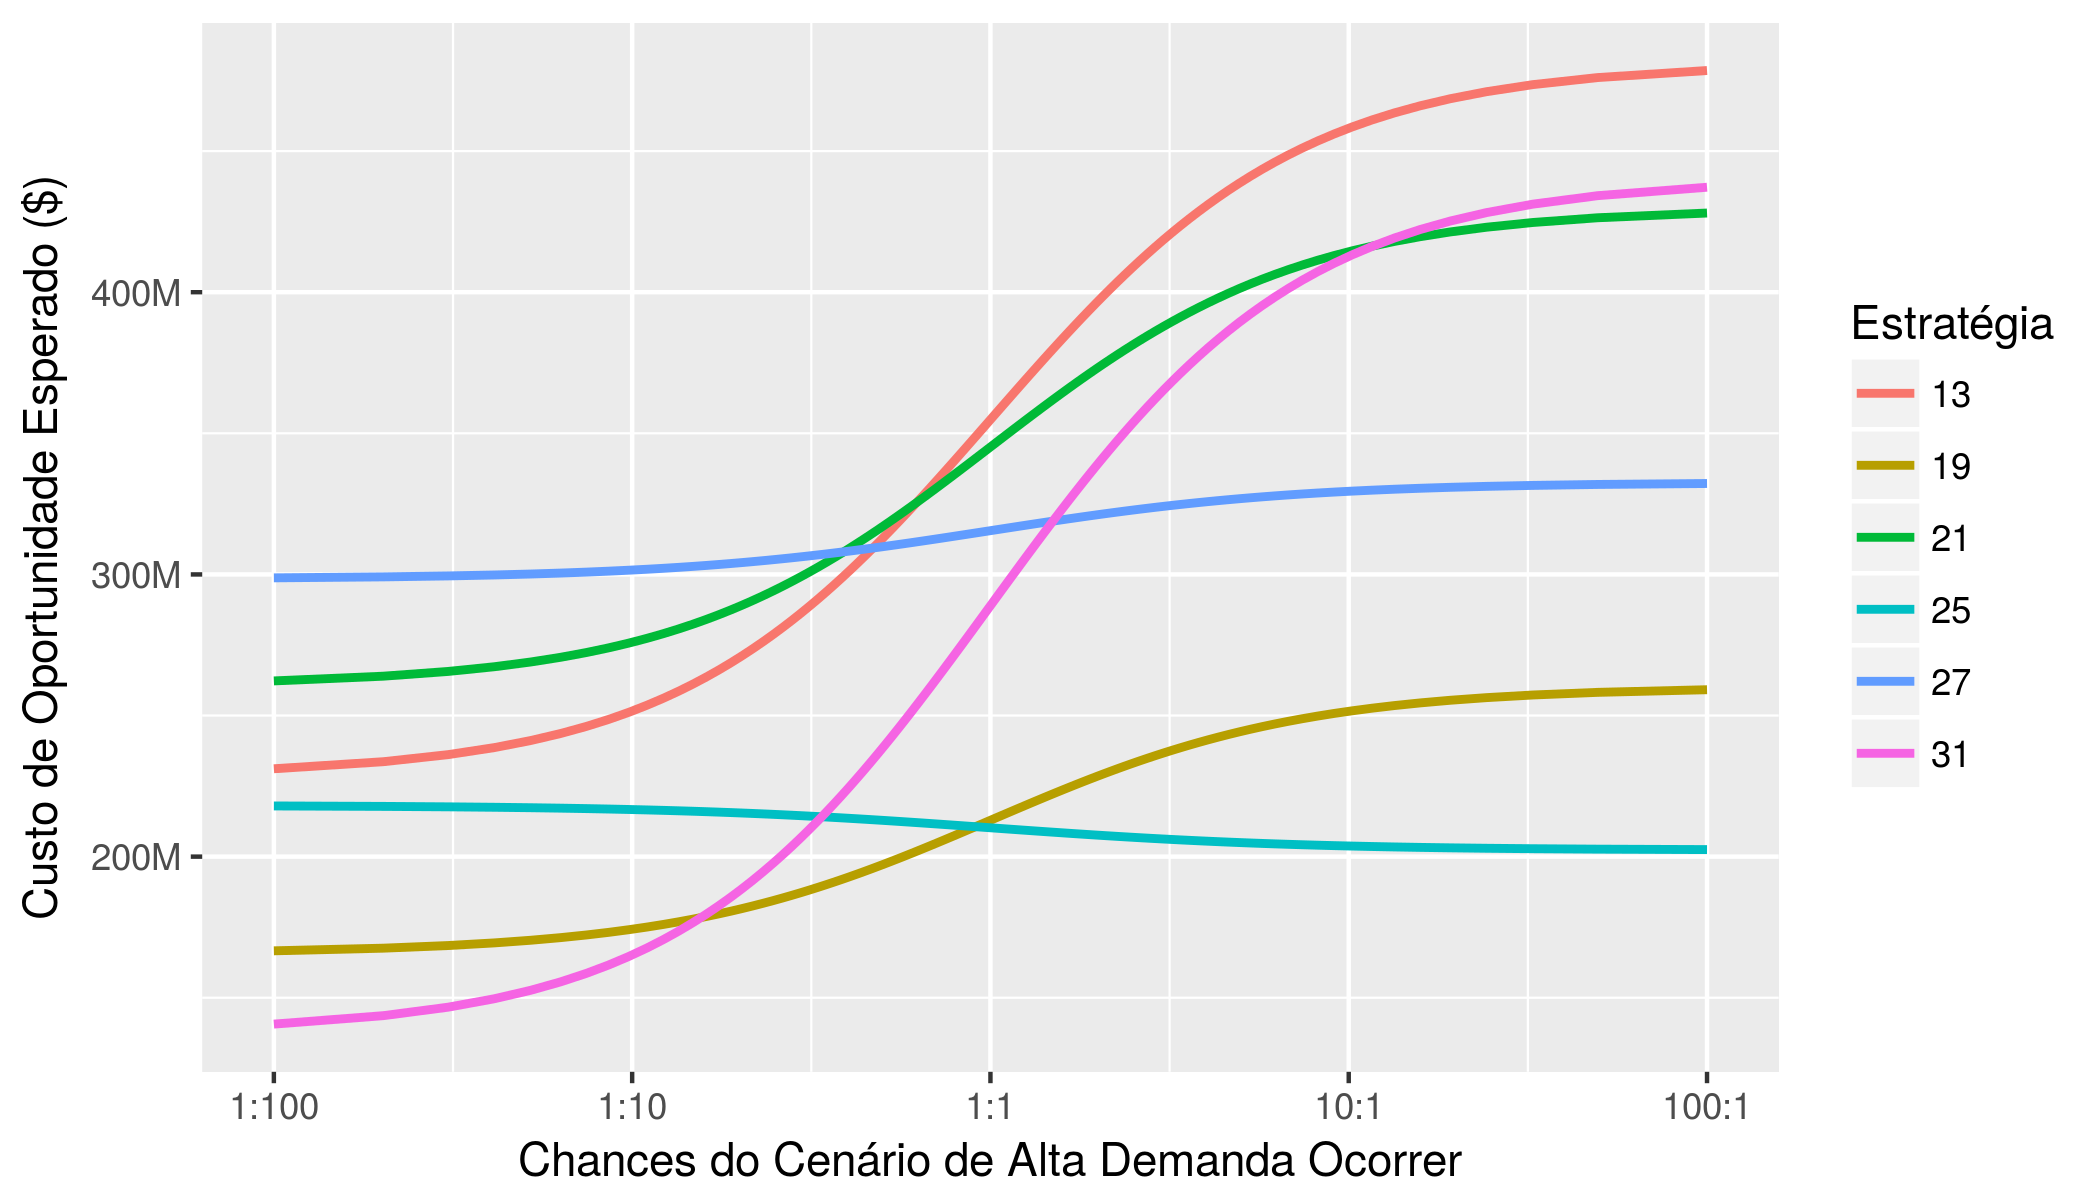 Custo de Oportunidade Esperado ($)
400M
300M
200M
1:100
1:10
1:1
10:1
100:1
Chances do Cenário de Alta Demanda Ocorrer
Estratégia
13
19
21
25
27
31